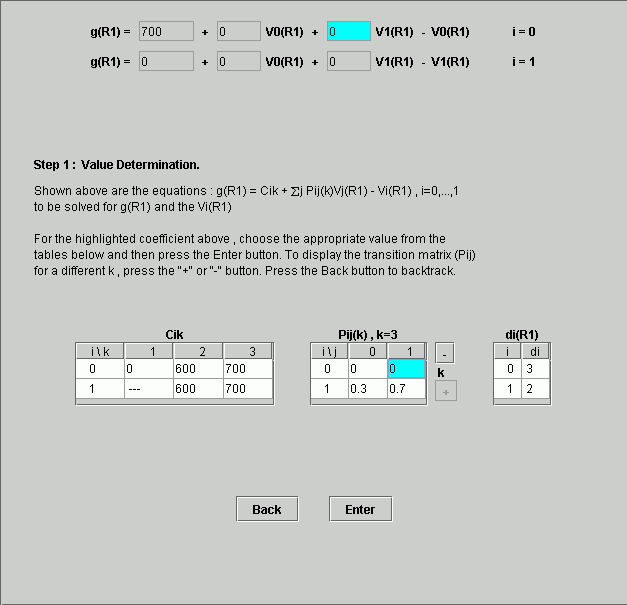 g(R1) = 700 + 0 V0(R1) + 0 V1(R1) - V0(R1) i = 0
g(R1) = 0 + 0 V0(R1) + 0 V1(R1) - V1(R1) i = 1
Step 1 : Value Determination.
Shown above are the equations : g(R1) = Cik + Σj Pij(k)Vj(R1) - Vi(R1) , i=0,...,1
to be solved for g(R1) and the Vi(R1)
For the highlighted coefficient above , choose the appropriate value from the
tables below and then press the Enter button. To display the transition matrix (Pij)
for a different k , press the "+" or "-" button. Press the Back button to backtrack.
Cik Pij(k) , k=3 di(R1)
i \ k 1 2 3 i \ j 0 1 - i di
0 0 600 700 0 0 0 k 0 3
1 --- 600 700 1 0.3 0.7 + 1 2
Back Enter